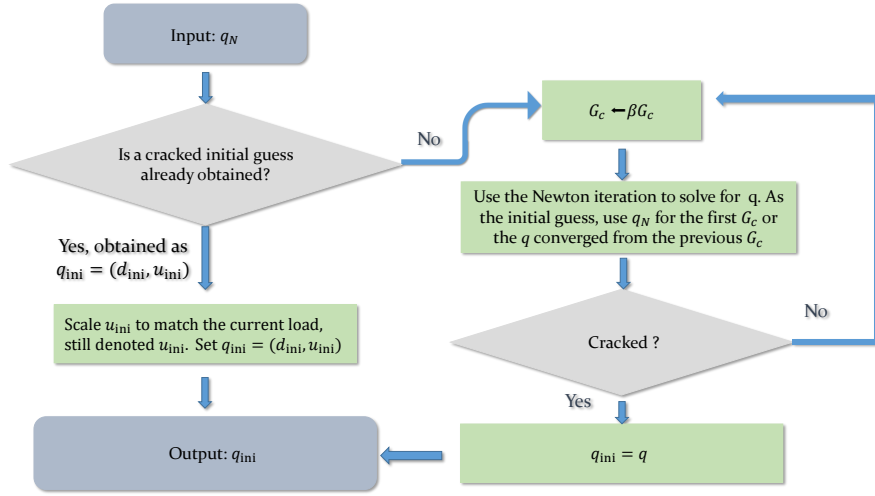 Input: q_N
Is a cracked initial guess
already obtained?
No
Yes, obtained as
q_ini = (d_ini, u_ini)
Scale u_ini to match the current load,
still denoted u_ini. Set q_ini = (d_ini, u_ini)
Output: q_ini
G_c ← βG_c
Use the Newton iteration to solve for q. As
the initial guess, use q_N for the first G_c or
the q converged from the previous G_c
Cracked ?
No
Yes
q_ini = q